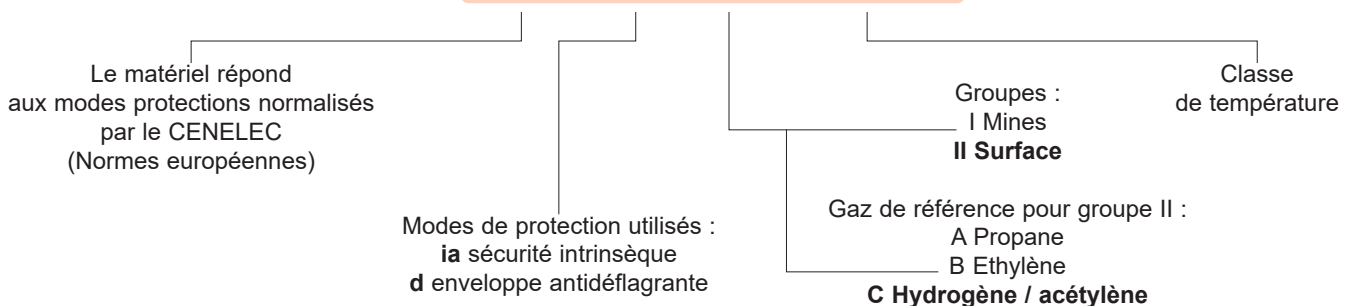 Le matériel répond
aux modes protections normalisés
par le CENELEC
(Normes européennes)
Modes de protection utilisés :
ia sécurité intrinsèque
d enveloppe antidéflagrante
Groupes :
I Mines
II Surface
Gaz de référence pour groupe II :
A Propane
B Ethylène
C Hydrogène / acétylène
Classe
de température